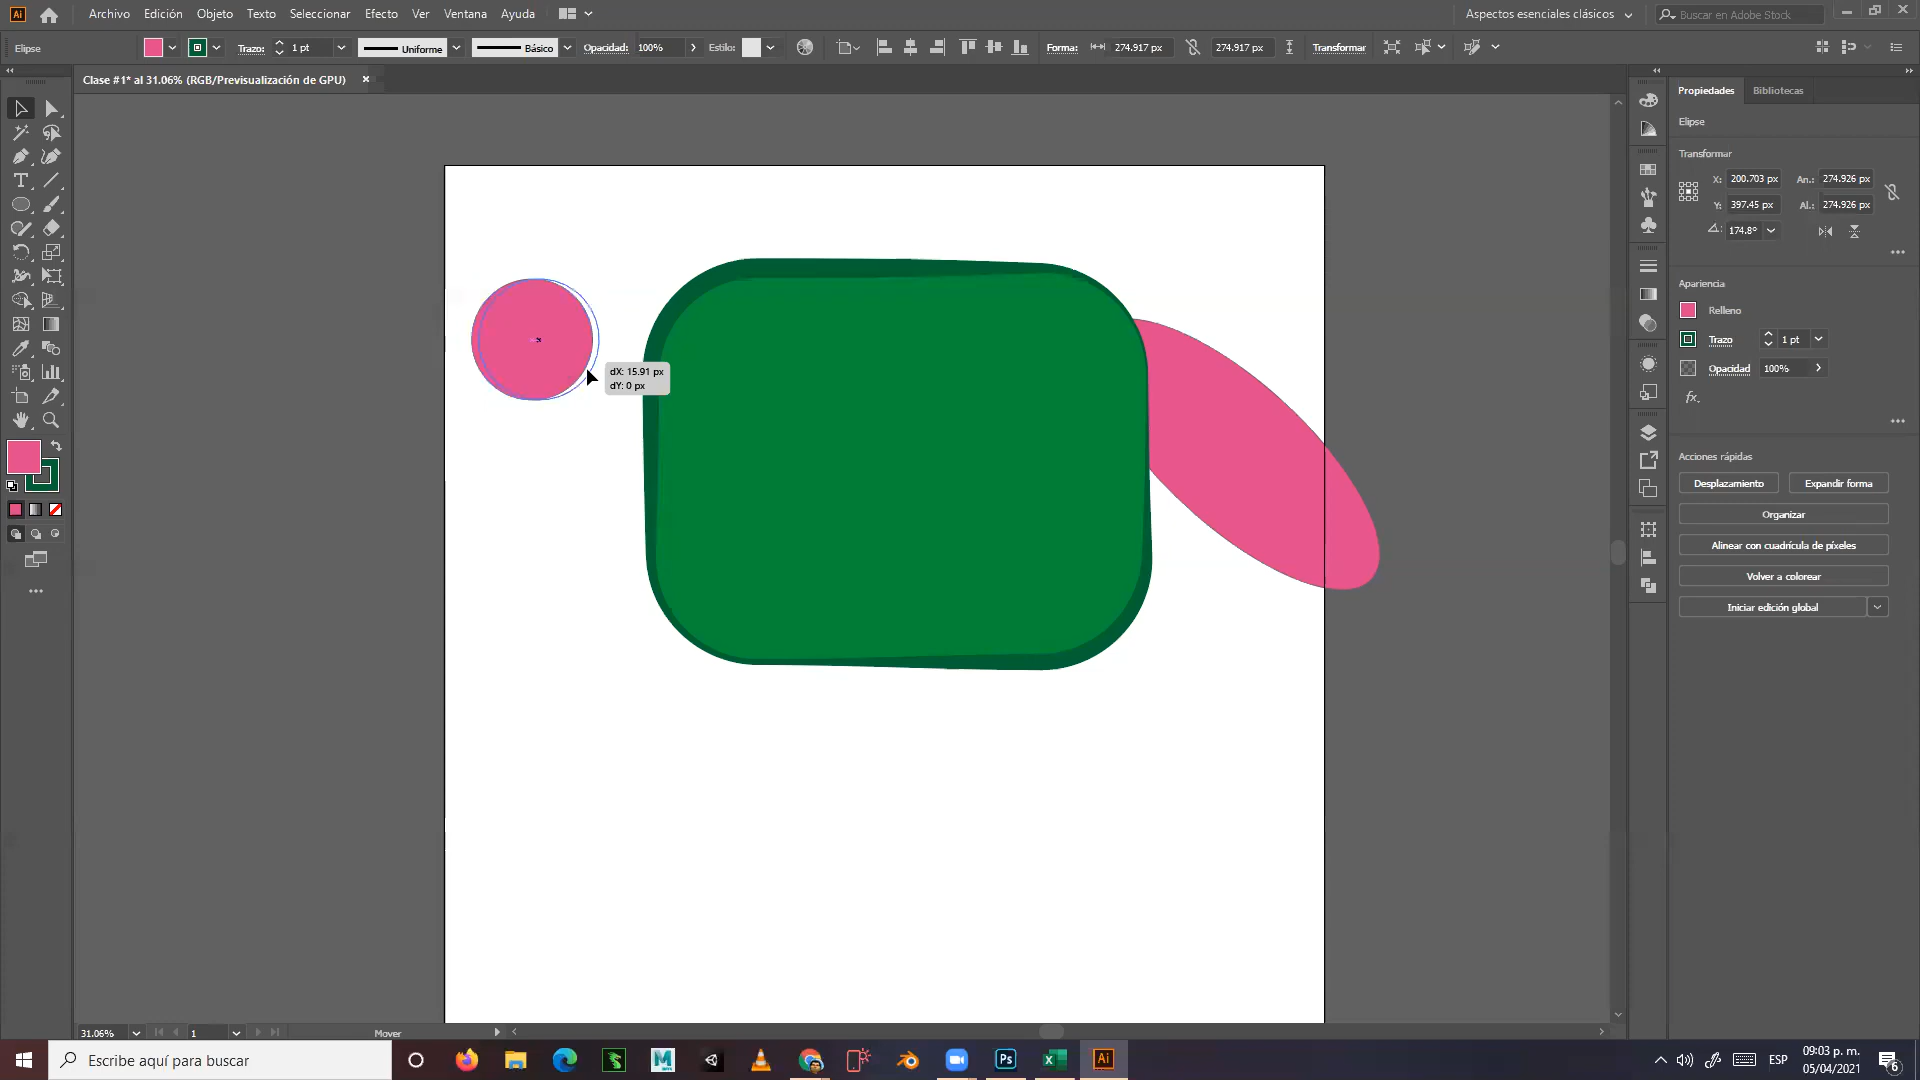 Ai Archivo Edición Objeto Texto Seleccionar Efecto Ver Ventana Ayuda Aspectos esenciales clásicos Buscar en Adobe Stock
Elipse Trazo: 1 pt Uniforme Básico Opacidad: 100% Estilo: Forma: 274.917 px 274.917 px Transformar
Clase #1* al 31.06% (RGB/Previsualización de GPU) ×
Propiedades Bibliotecas
Elipse
Transformar
X: 200.703 px An.: 274.926 px
Y: 397.45 px Al.: 274.926 px
174.8°
Apariencia
Relleno
Trazo 1 pt
Opacidad 100%
fx.
Acciones rápidas
Desplazamiento Expandir forma
Organizar
Alinear con cuadrícula de píxeles
Volver a colorear
Iniciar edición global
dX: 15.91 px
dY: 0 px
31.06% 1 Mover
Escribe aquí para buscar
M
Ps
Ai
ESP
09:03 p. m.
05/04/2021
6